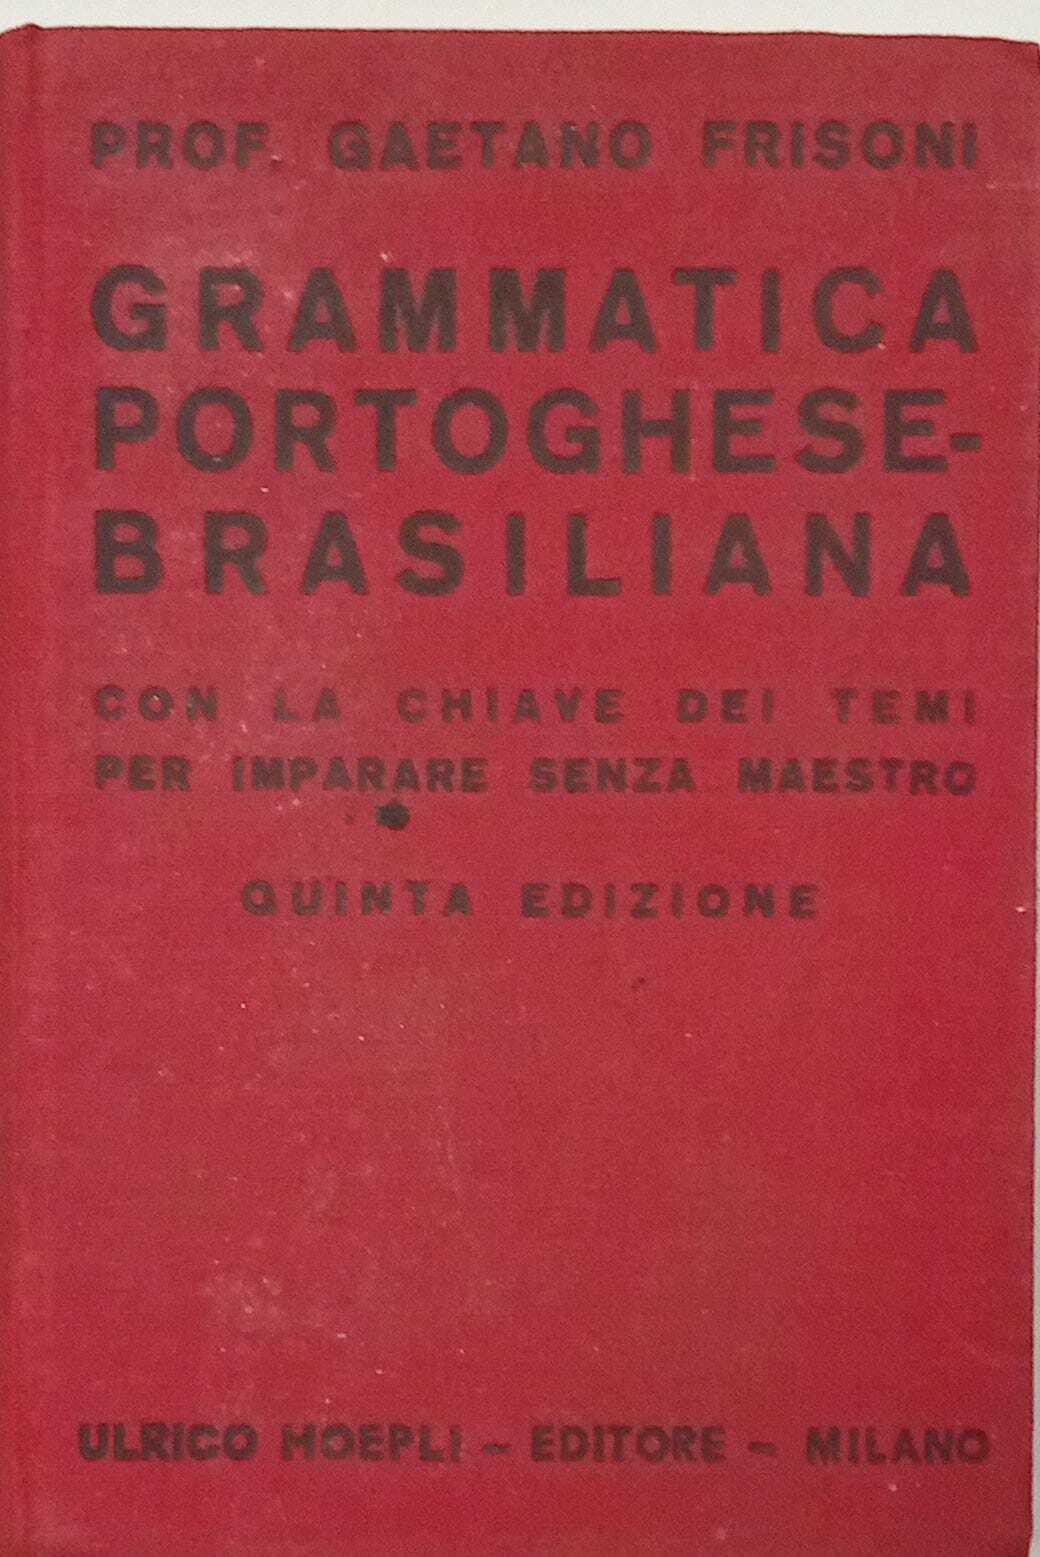 PROF. GAETANO FRISONI
GRAMMATICA
PORTOGHESE-
BRASILIANA
CON LA CHIAVE DEI TEMI
PER IMPARARE SENZA MAESTRO
QUINTA EDIZIONE
ULRICO HOEPLI - EDITORE - MILANO